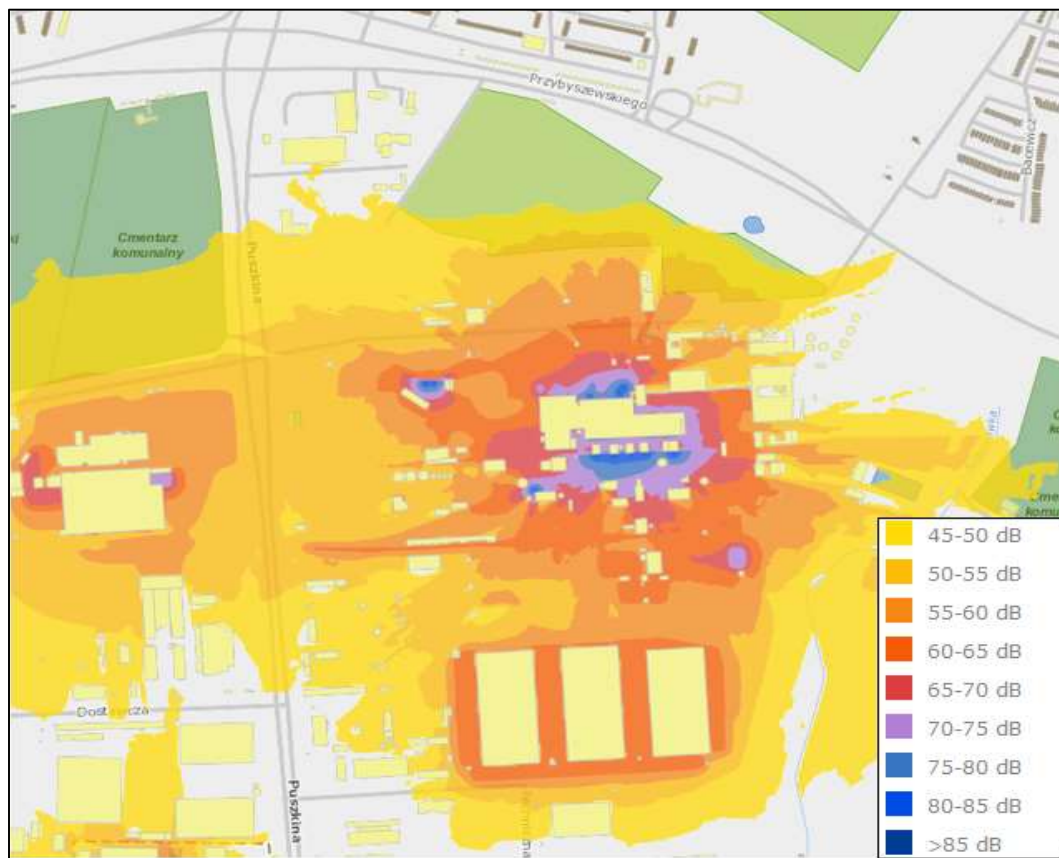 Przybyszewskiego
Bacewicz
Cmentarz
komunalny
Puszkina
45-50 dB
50-55 dB
55-60 dB
60-65 dB
65-70 dB
70-75 dB
75-80 dB
80-85 dB
>85 dB
Dostawcza
Puszkina